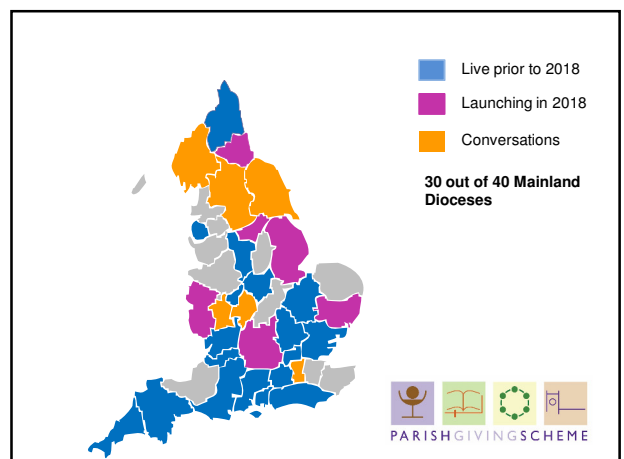 Live prior to 2018
Launching in 2018
Conversations
30 out of 40 Mainland
Dioceses
PARISHGIVINGSCHEME